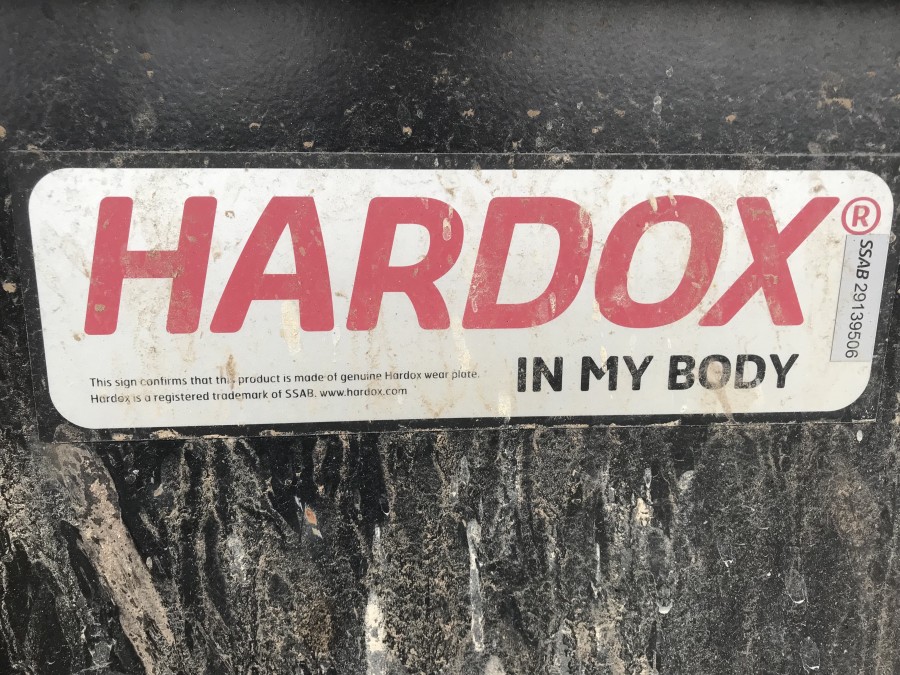 HARDOX®
SSAB 29139506
IN MY BODY
This sign confirms that this product is made of genuine Hardox wear plate.
Hardox is a registered trademark of SSAB. www.hardox.com